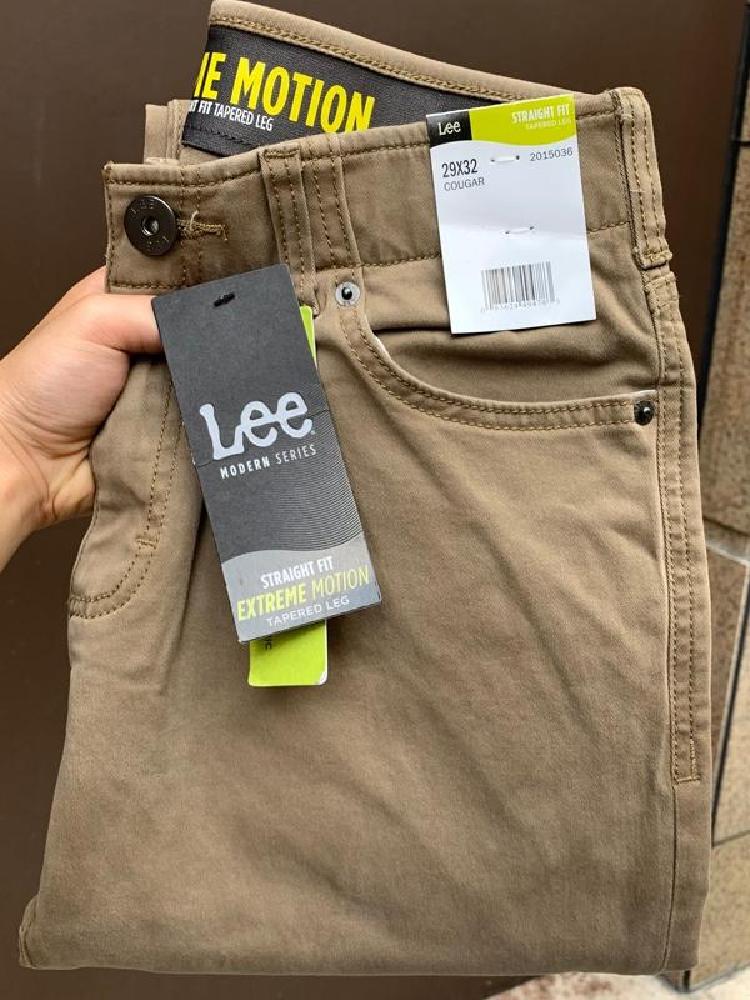 ME MOTION
T FIT TAPERED LEG
Lee
STRAIGHT FIT
TAPERED LEG
29X32
2015036
COUGAR
Lee
MODERN SERIES
STRAIGHT FIT
EXTREME MOTION
TAPERED LEG